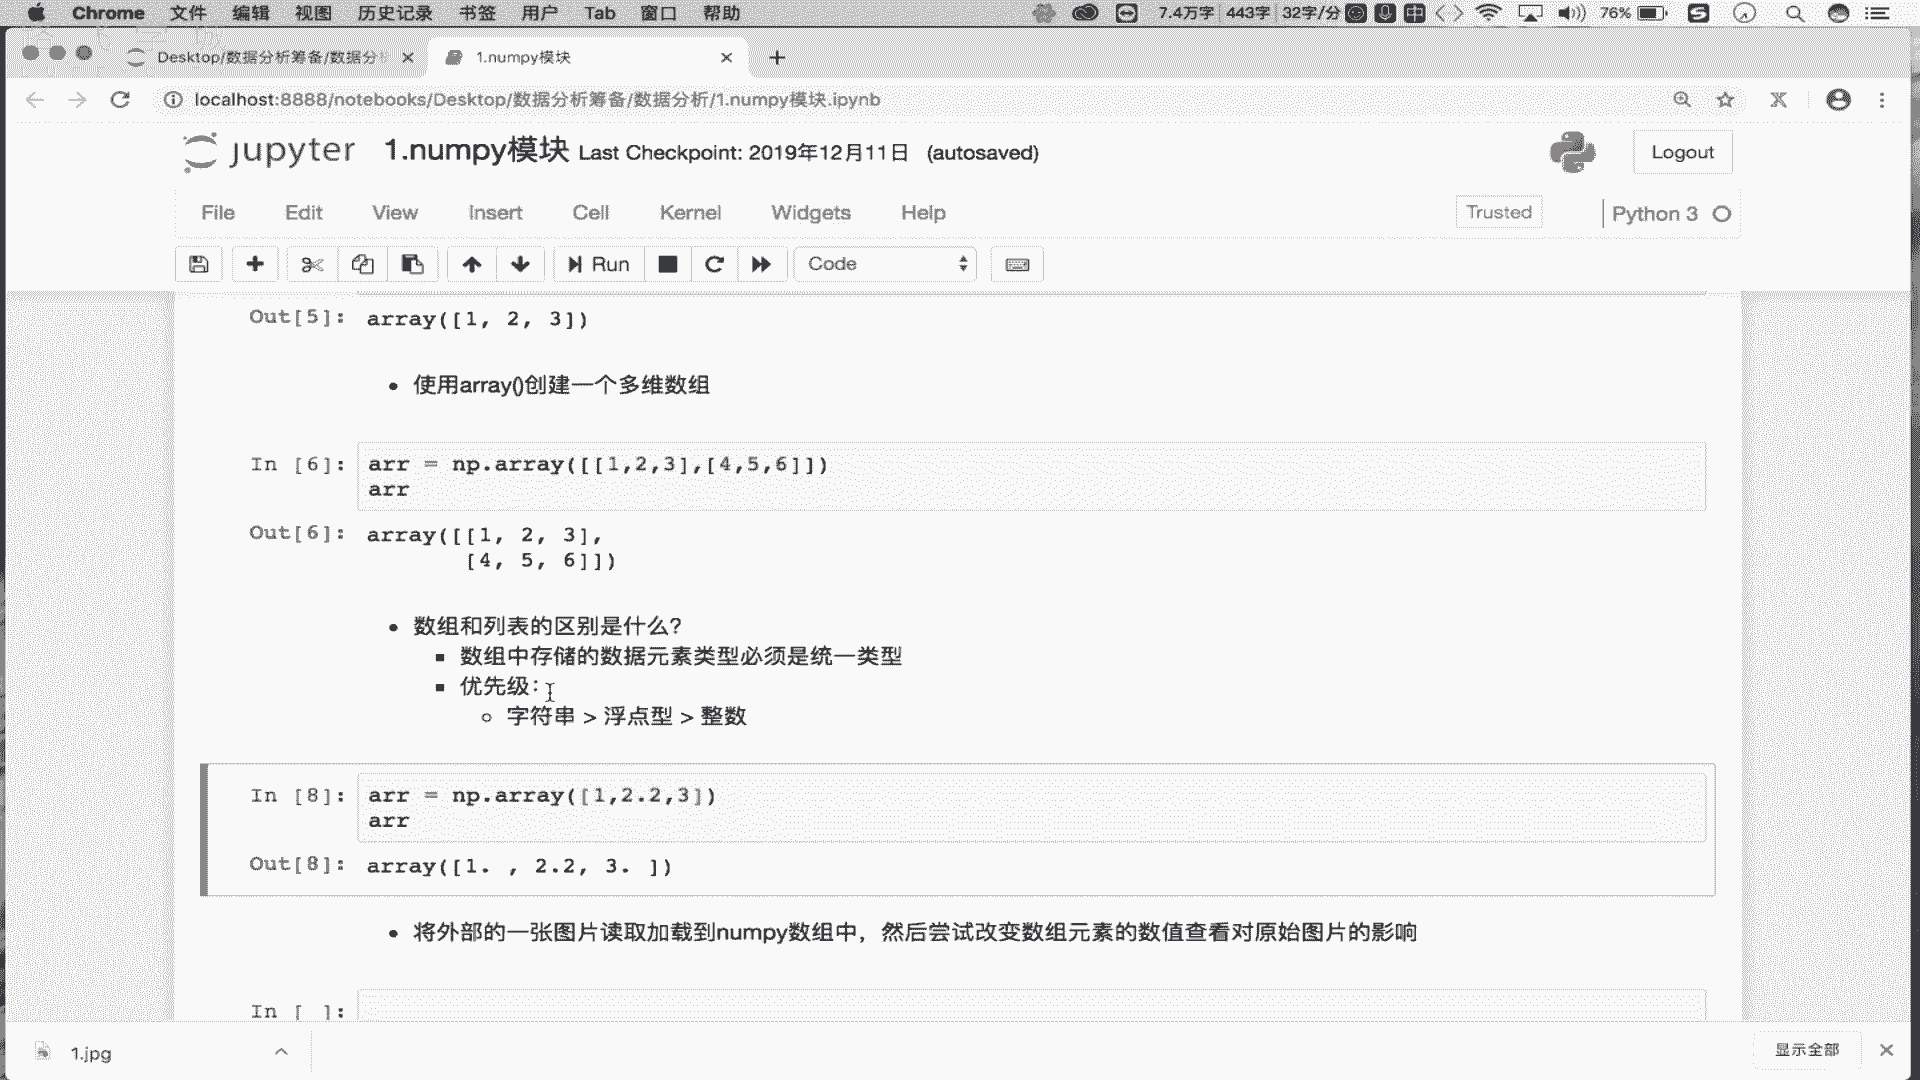 Chrome 文件 编辑 视图 历史记录 书签 用户 Tab 窗口 帮助 7.4万字 443字 32字/分 中 76%
Desktop/数据分析筹备/数据分 1.numpy模块
localhost:8888/notebooks/Desktop/数据分析筹备/数据分析/1.numpy模块.ipynb
jupyter 1.numpy模块 Last Checkpoint: 2019年12月11日 (autosaved) Logout
File Edit View Insert Cell Kernel Widgets Help Trusted Python 3
Run Code
Out[5]: array([1, 2, 3])
• 使用array()创建一个多维数组
In [6]: arr = np.array([[1,2,3],[4,5,6]])
arr
Out[6]: array([[1, 2, 3],
[4, 5, 6]])
• 数组和列表的区别是什么?
▪ 数组中存储的数据元素类型必须是统一类型
▪ 优先级:
○ 字符串 > 浮点型 > 整数
In [8]: arr = np.array([1,2.2,3])
arr
Out[8]: array([1. , 2.2, 3. ])
• 将外部的一张图片读取加载到numpy数组中，然后尝试改变数组元素的数值查看对原始图片的影响
In [ ]:
1.jpg 显示全部